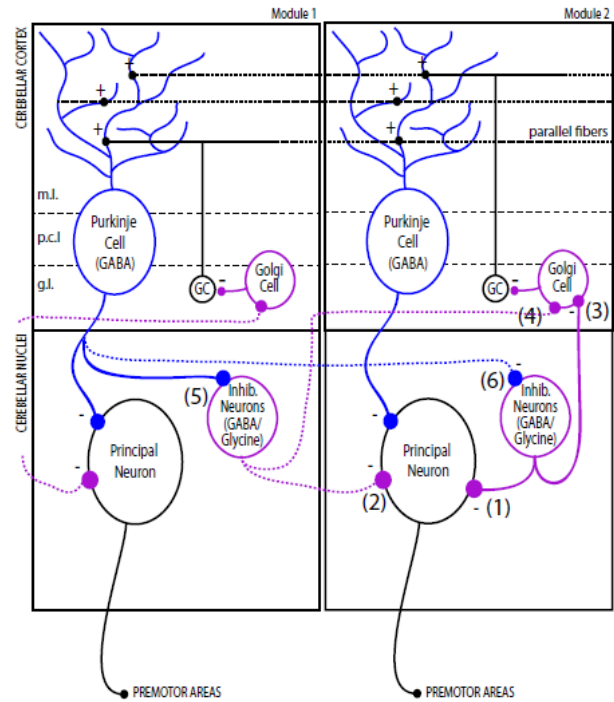 Module 1
Module 2
CEREBELLAR CORTEX
+
+
+
+
+
+
parallel fibers
m.l.
p.c.l
g.l.
Purkinje
Cell
(GABA)
GC
-
Golgi
Cell
Purkinje
Cell
(GABA)
GC
-
Golgi
Cell
(4)
-
(3)
CEREBELLAR NUCLEI
(5)
Inhib.
Neurons
(GABA/
Glycine)
-
(6)
Inhib.
Neurons
(GABA/
Glycine)
-
Principal
Neuron
-
-
Principal
Neuron
-
(2)
- (1)
PREMOTOR AREAS
PREMOTOR AREAS